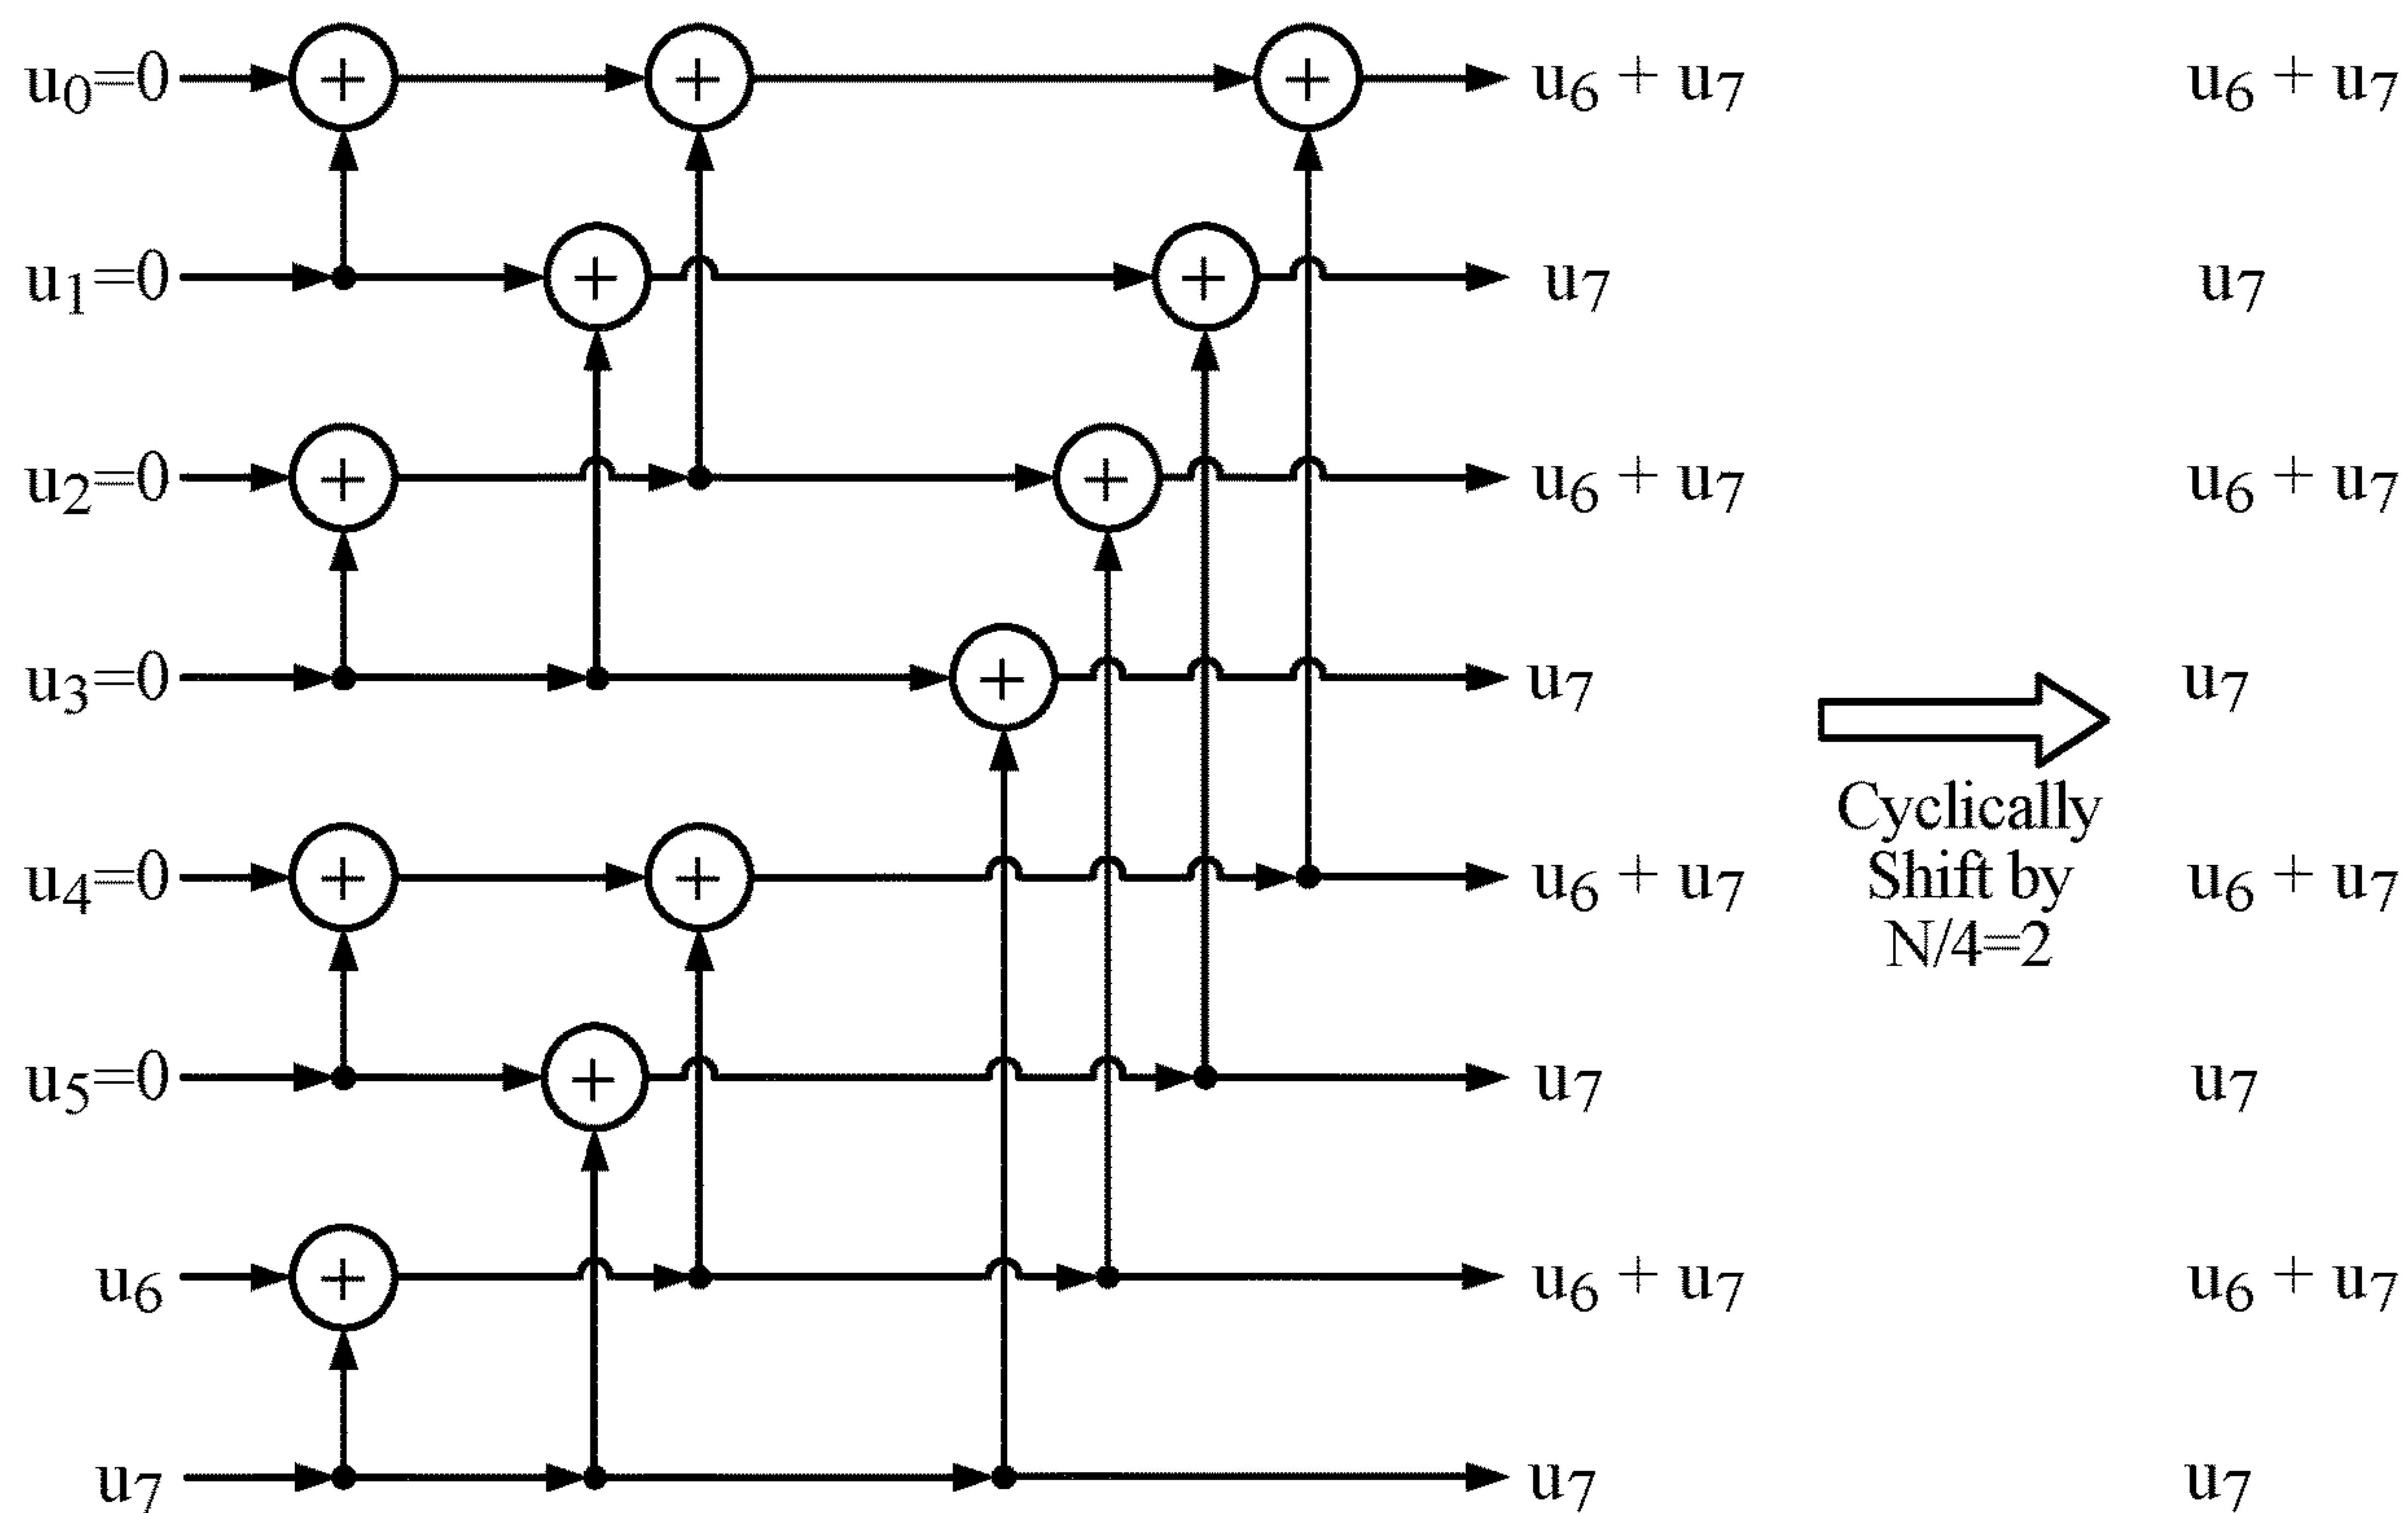 u₀=0 + + + u₆ + u₇ u₆ + u₇
u₁=0 + + u₇ u₇
u₂=0 + + u₆ + u₇ u₆ + u₇
u₃=0 + u₇ u₇
Cyclically
Shift by
N/4=2
u₄=0 + + u₆ + u₇ u₆ + u₇
u₅=0 + u₇ u₇
u₆ + u₆ + u₇ u₆ + u₇
u₇ u₇ u₇